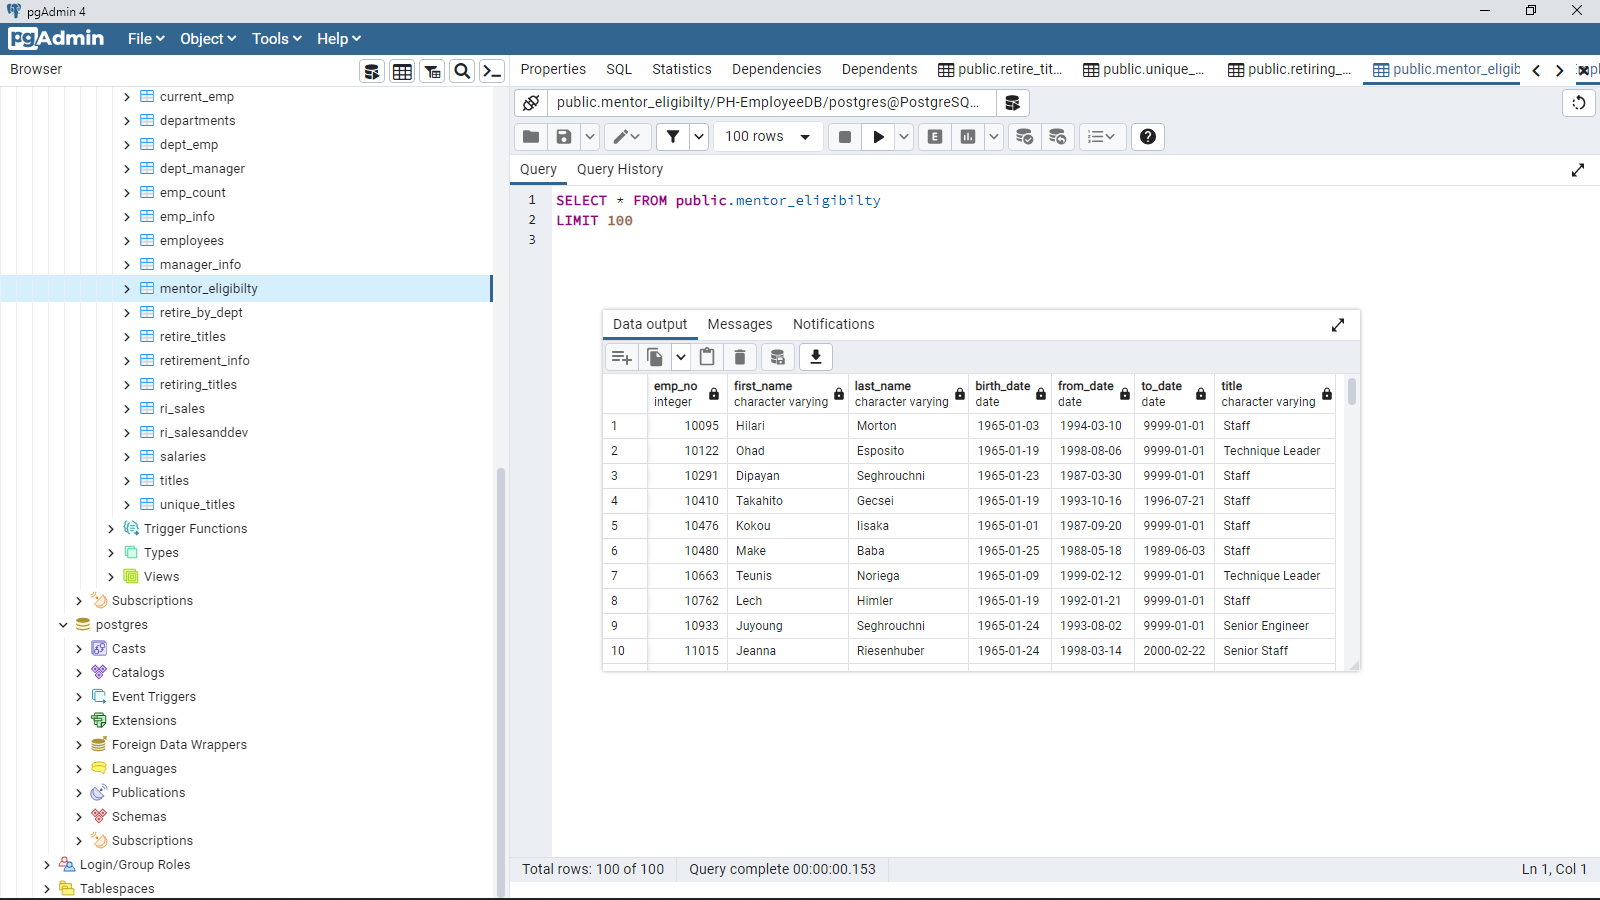 pgAdmin 4
pgAdmin File Object Tools Help
Browser
Properties SQL Statistics Dependencies Dependents public.retire_tit... public.unique_... public.retiring_... public.mentor_eligib
public.mentor_eligibilty/PH-EmployeeDB/postgres@PostgreSQ...
100 rows
Query Query History
1 SELECT * FROM public.mentor_eligibilty
2 LIMIT 100
3
current_emp
departments
dept_emp
dept_manager
emp_count
emp_info
employees
manager_info
mentor_eligibilty
retire_by_dept
retire_titles
retirement_info
retiring_titles
ri_sales
ri_salesanddev
salaries
titles
unique_titles
Trigger Functions
Types
Views
Subscriptions
postgres
Casts
Catalogs
Event Triggers
Extensions
Foreign Data Wrappers
Languages
Publications
Schemas
Subscriptions
Login/Group Roles
Tablespaces
Data output Messages Notifications
emp_no first_name last_name birth_date from_date to_date title
integer character varying character varying date date date character varying
1 10095 Hilari Morton 1965-01-03 1994-03-10 9999-01-01 Staff
2 10122 Ohad Esposito 1965-01-19 1998-08-06 9999-01-01 Technique Leader
3 10291 Dipayan Seghrouchni 1965-01-23 1987-03-30 9999-01-01 Staff
4 10410 Takahito Gecsei 1965-01-19 1993-10-16 1996-07-21 Staff
5 10476 Kokou Iisaka 1965-01-01 1987-09-20 9999-01-01 Staff
6 10480 Make Baba 1965-01-25 1988-05-18 1989-06-03 Staff
7 10663 Teunis Noriega 1965-01-09 1999-02-12 9999-01-01 Technique Leader
8 10762 Lech Himler 1965-01-19 1992-01-21 9999-01-01 Staff
9 10933 Juyoung Seghrouchni 1965-01-24 1993-08-02 9999-01-01 Senior Engineer
10 11015 Jeanna Riesenhuber 1965-01-24 1998-03-14 2000-02-22 Senior Staff
Total rows: 100 of 100 Query complete 00:00:00.153 Ln 1, Col 1